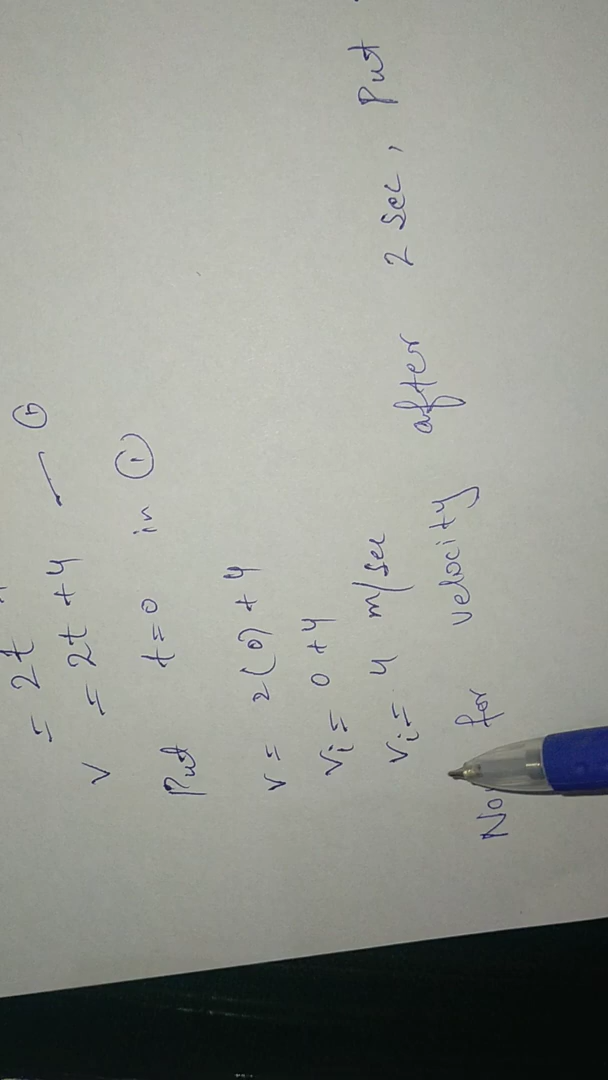 = 2t
v = 2t + 4 — ①
Put t=0 in ①
v = 2(0) + 4
vi = 0 + 4
vi = 4 m/sec
for velocity after 2 sec, Put